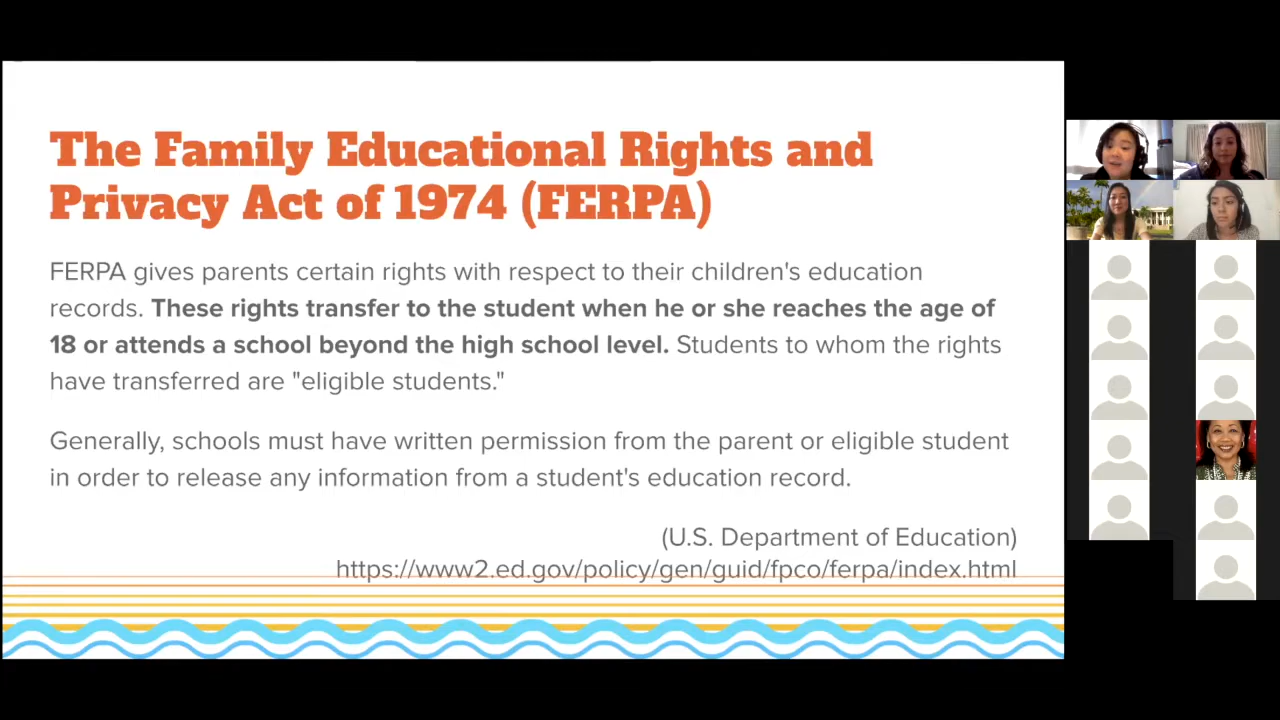 The Family Educational Rights and
Privacy Act of 1974 (FERPA)
FERPA gives parents certain rights with respect to their children's education
records. These rights transfer to the student when he or she reaches the age of
18 or attends a school beyond the high school level. Students to whom the rights
have transferred are "eligible students."
Generally, schools must have written permission from the parent or eligible student
in order to release any information from a student's education record.
(U.S. Department of Education)
https://www2.ed.gov/policy/gen/guid/fpco/ferpa/index.html